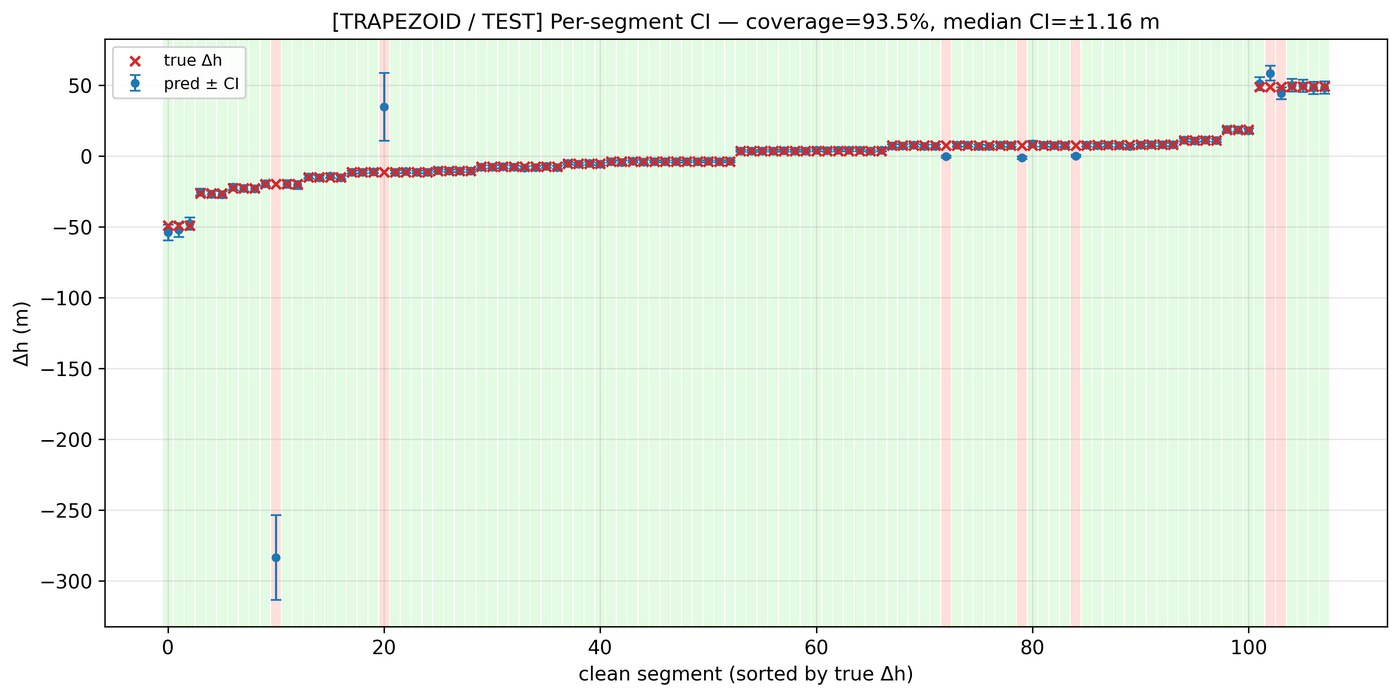 [TRAPEZOID / TEST] Per-segment CI — coverage=93.5%, median CI=±1.16 m
true Δh
pred ± CI
50
0
−50
−100
−150
−200
−250
−300
Δh (m)
0 20 40 60 80 100
clean segment (sorted by true Δh)